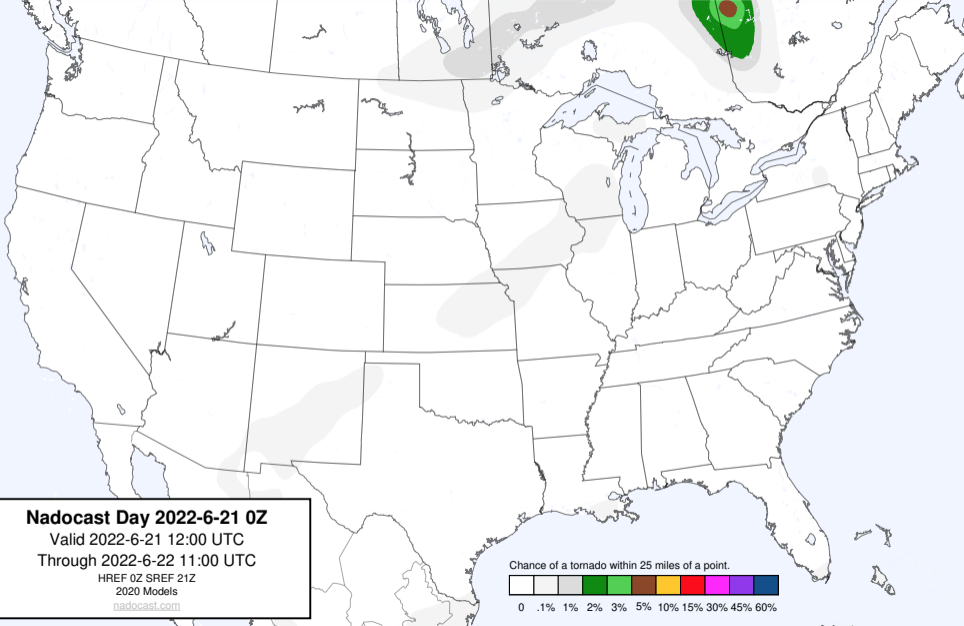 Nadocast Day 2022-6-21 0Z
Valid 2022-6-21 12:00 UTC
Through 2022-6-22 11:00 UTC
HREF 0Z SREF 21Z
2020 Models
nadocast.com
Chance of a tornado within 25 miles of a point.
0 .1% 1% 2% 3% 5% 10% 15% 30% 45% 60%